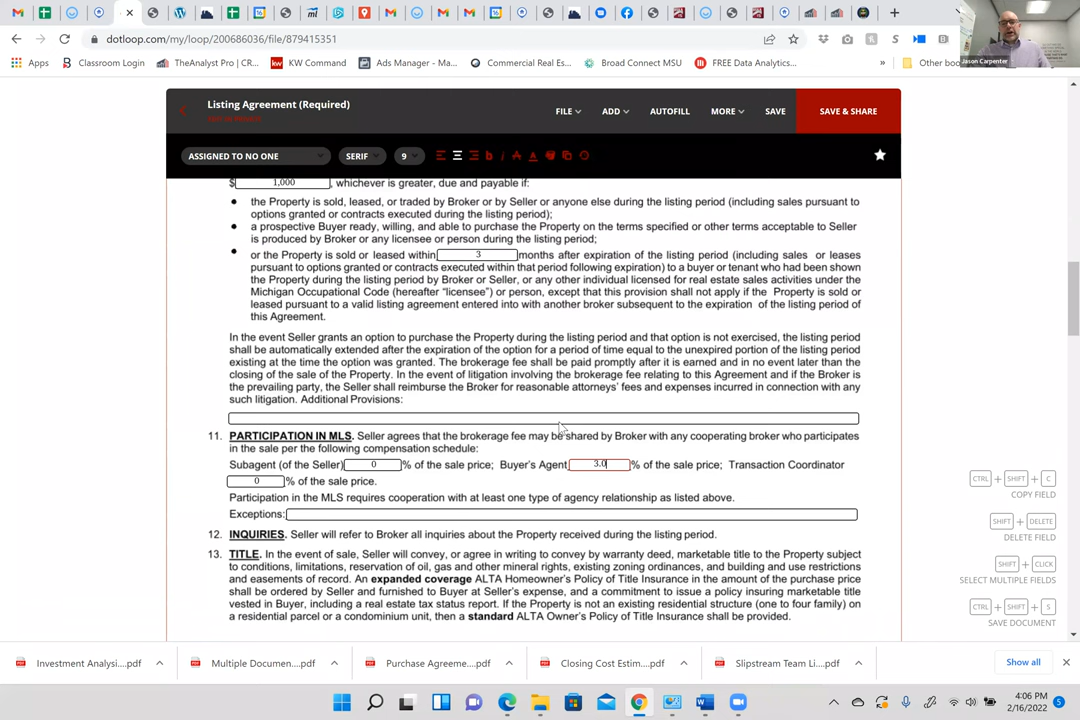 dotloop.com/my/loop/200686036/file/879415351
Apps
Classroom Login
TheAnalyst Pro | CR...
KW Command
Ads Manager - Ma...
Commercial Real Es...
Broad Connect MSU
FREE Data Analytics...
»
Other boo
Jason Carpenter
Listing Agreement (Required)
FILE
ADD
AUTOFILL
MORE
SAVE
SAVE & SHARE
ASSIGNED TO NO ONE
SERIF
9
$ 1,000 , whichever is greater, due and payable if:
● the Property is sold, leased, or traded by Broker or by Seller or anyone else during the listing period (including sales pursuant to
options granted or contracts executed during the listing period);
● a prospective Buyer ready, willing, and able to purchase the Property on the terms specified or other terms acceptable to Seller
is produced by Broker or any licensee or person during the listing period;
● or the Property is sold or leased within 3 months after expiration of the listing period (including sales or leases
pursuant to options granted or contracts executed within that period following expiration) to a buyer or tenant who had been shown
the Property during the listing period by Broker or Seller, or any other individual licensed for real estate sales activities under the
Michigan Occupational Code (hereafter "licensee") or person, except that this provision shall not apply if the Property is sold or
leased pursuant to a valid listing agreement entered into with another broker subsequent to the expiration of the listing period of
this Agreement.
In the event Seller grants an option to purchase the Property during the listing period and that option is not exercised, the listing period
shall be automatically extended after the expiration of the option for a period of time equal to the unexpired portion of the listing period
existing at the time the option was granted. The brokerage fee shall be paid promptly after it is earned and in no event later than the
closing of the sale of the Property. In the event of litigation involving the brokerage fee relating to this Agreement and if the Broker is
the prevailing party, the Seller shall reimburse the Broker for reasonable attorneys' fees and expenses incurred in connection with any
such litigation. Additional Provisions:
11. PARTICIPATION IN MLS. Seller agrees that the brokerage fee may be shared by Broker with any cooperating broker who participates
in the sale per the following compensation schedule:
Subagent (of the Seller) 0 % of the sale price; Buyer's Agent 3.0 % of the sale price; Transaction Coordinator
0 % of the sale price.
Participation in the MLS requires cooperation with at least one type of agency relationship as listed above.
Exceptions:
12. INQUIRIES. Seller will refer to Broker all inquiries about the Property received during the listing period.
13. TITLE. In the event of sale, Seller will convey, or agree in writing to convey by warranty deed, marketable title to the Property subject
to conditions, limitations, reservation of oil, gas and other mineral rights, existing zoning ordinances, and building and use restrictions
and easements of record. An expanded coverage ALTA Homeowner's Policy of Title Insurance in the amount of the purchase price
shall be ordered by Seller and furnished to Buyer at Seller's expense, and a commitment to issue a policy insuring marketable title
vested in Buyer, including a real estate tax status report. If the Property is not an existing residential structure (one to four family) on
a residential parcel or a condominium unit, then a standard ALTA Owner's Policy of Title Insurance shall be provided.
CTRL + SHIFT + C
COPY FIELD
SHIFT + DELETE
DELETE FIELD
SHIFT + CLICK
SELECT MULTIPLE FIELDS
CTRL + SHIFT + S
SAVE DOCUMENT
Investment Analysi....pdf
Multiple Documen....pdf
Purchase Agreeme....pdf
Closing Cost Estim....pdf
Slipstream Team Li....pdf
Show all
4:06 PM
2/16/2022
5